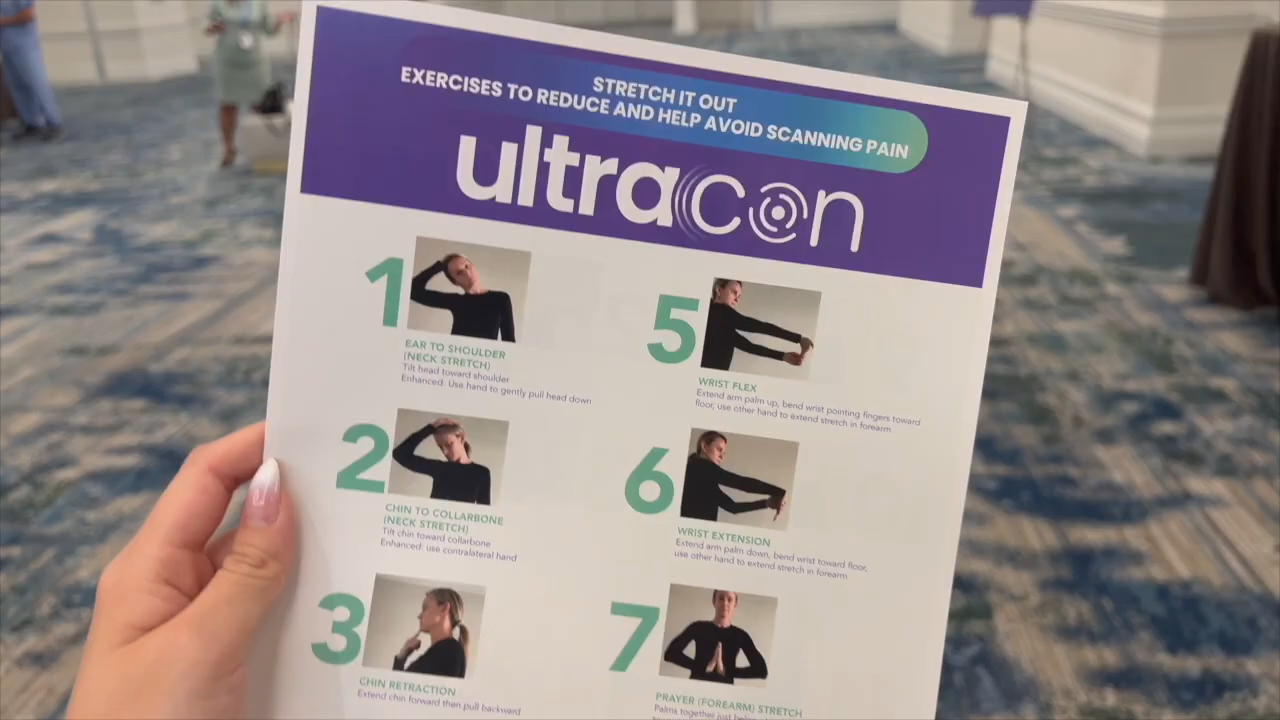 STRETCH IT OUT
EXERCISES TO REDUCE AND HELP AVOID SCANNING PAIN
ultracon
1
EAR TO SHOULDER
(NECK STRETCH)
Tilt head toward shoulder
Enhanced: Use hand to gently pull head down
2
CHIN TO COLLARBONE
(NECK STRETCH)
Tilt chin toward collarbone
Enhanced: use contralateral hand
3
CHIN RETRACTION
Extend chin forward then pull backward
5
WRIST FLEX
Extend arm palm up, bend wrist pointing fingers toward
floor, use other hand to extend stretch in forearm
6
WRIST EXTENSION
Extend arm palm down, bend wrist toward floor,
use other hand to extend stretch in forearm
7
PRAYER (FOREARM) STRETCH
Palms together just